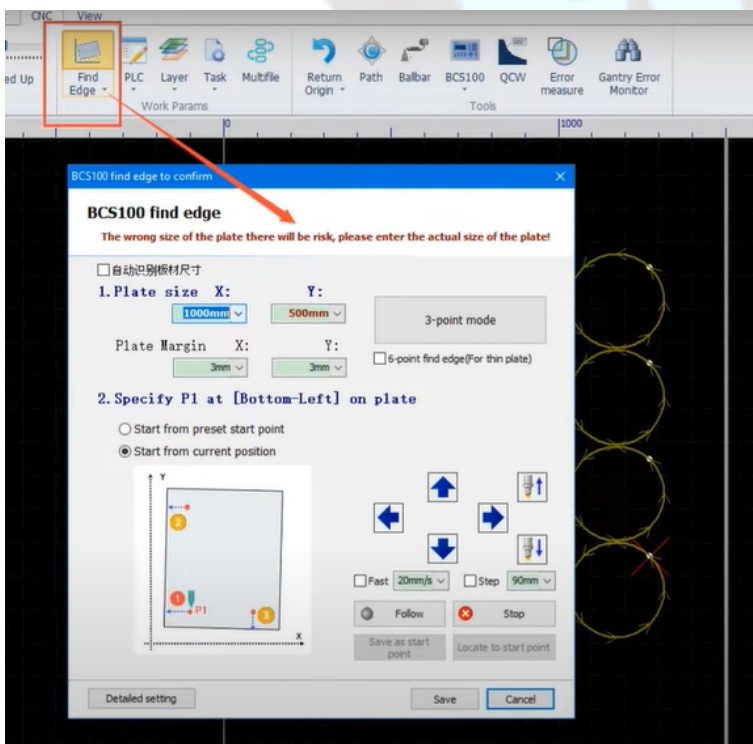 CNC View
ed Up
Find Edge
PLC
Layer
Task
Multifile
Return Origin
Path
Ballbar
BCS100
QCW
Error measure
Gantry Error Monitor
Work Params
Tools
0
1000
BCS100 find edge to confirm
BCS100 find edge
The wrong size of the plate there will be risk, please enter the actual size of the plate!
自动识别板材尺寸
1.Plate size X: Y:
1000mm 500mm
3-point mode
Plate Margin X: Y:
3mm 3mm
6-point find edge(For thin plate)
2.Specify P1 at [Bottom-Left] on plate
Start from preset start point
Start from current position
Y
2
1 P1
3
X
Fast 20mm/s Step 90mm
Follow Stop
Save as start point
Locate to start point
Detailed setting
Save Cancel